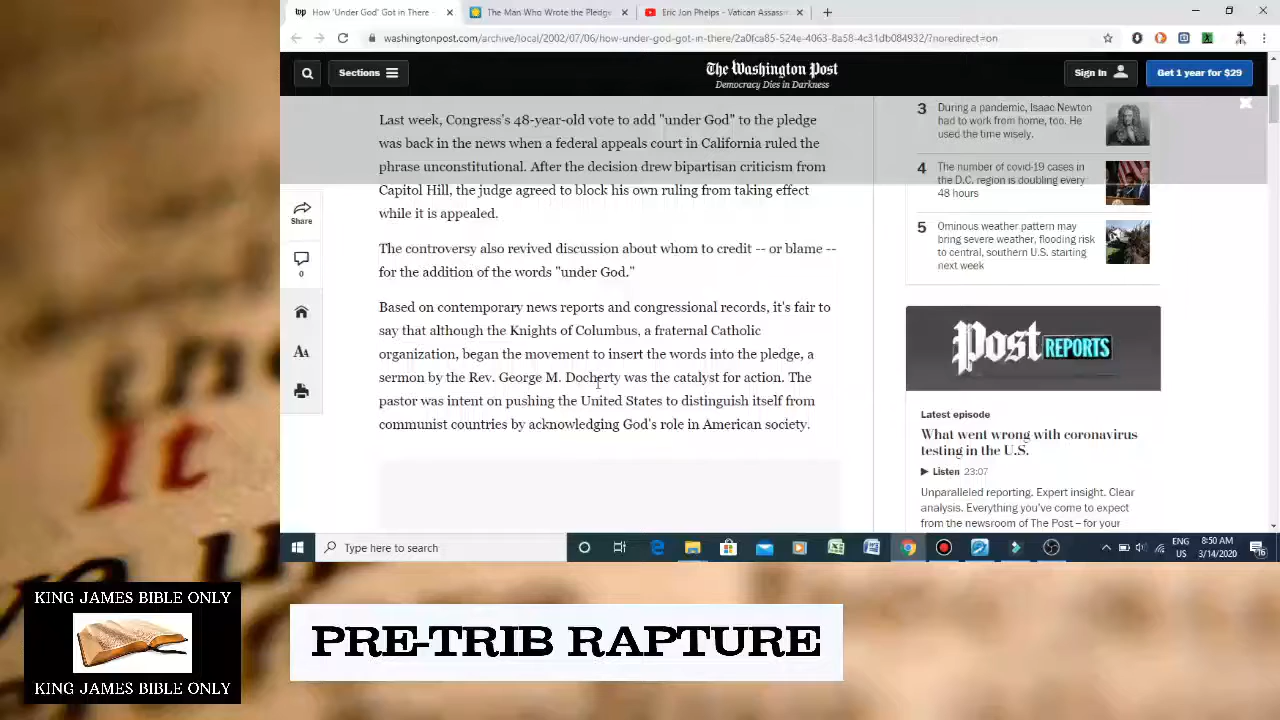 How 'Under God' Got in There -
The Man Who Wrote the Pledg
Eric Jon Phelps - Vatican Assas
washingtonpost.com/archive/local/2002/07/06/how-under-god-got-in-there/2a0fca85-524e-4063-8a58-4c31db084932/?noredirect=on
Sections
The Washington Post
Democracy Dies in Darkness
Sign In
Get 1 year for $29
Last week, Congress's 48-year-old vote to add "under God" to the pledge
was back in the news when a federal appeals court in California ruled the
phrase unconstitutional. After the decision drew bipartisan criticism from
Capitol Hill, the judge agreed to block his own ruling from taking effect
while it is appealed.
The controversy also revived discussion about whom to credit -- or blame --
for the addition of the words "under God."
Based on contemporary news reports and congressional records, it's fair to
say that although the Knights of Columbus, a fraternal Catholic
organization, began the movement to insert the words into the pledge, a
sermon by the Rev. George M. Docherty was the catalyst for action. The
pastor was intent on pushing the United States to distinguish itself from
communist countries by acknowledging God's role in American society.
Share
0
AA
3 During a pandemic, Isaac Newton
had to work from home, too. He
used the time wisely.
4 The number of covid-19 cases in
the D.C. region is doubling every
48 hours
5 Ominous weather pattern may
bring severe weather, flooding risk
to central, southern U.S. starting
next week
Post REPORTS
Latest episode
What went wrong with coronavirus
testing in the U.S.
Listen 23:07
Unparalleled reporting. Expert insight. Clear
analysis. Everything you've come to expect
from the newsroom of The Post – for your
Type here to search
ENG
US
8:50 AM
3/14/2020
16
It
KING JAMES BIBLE ONLY
KING JAMES BIBLE ONLY
PRE-TRIB RAPTURE